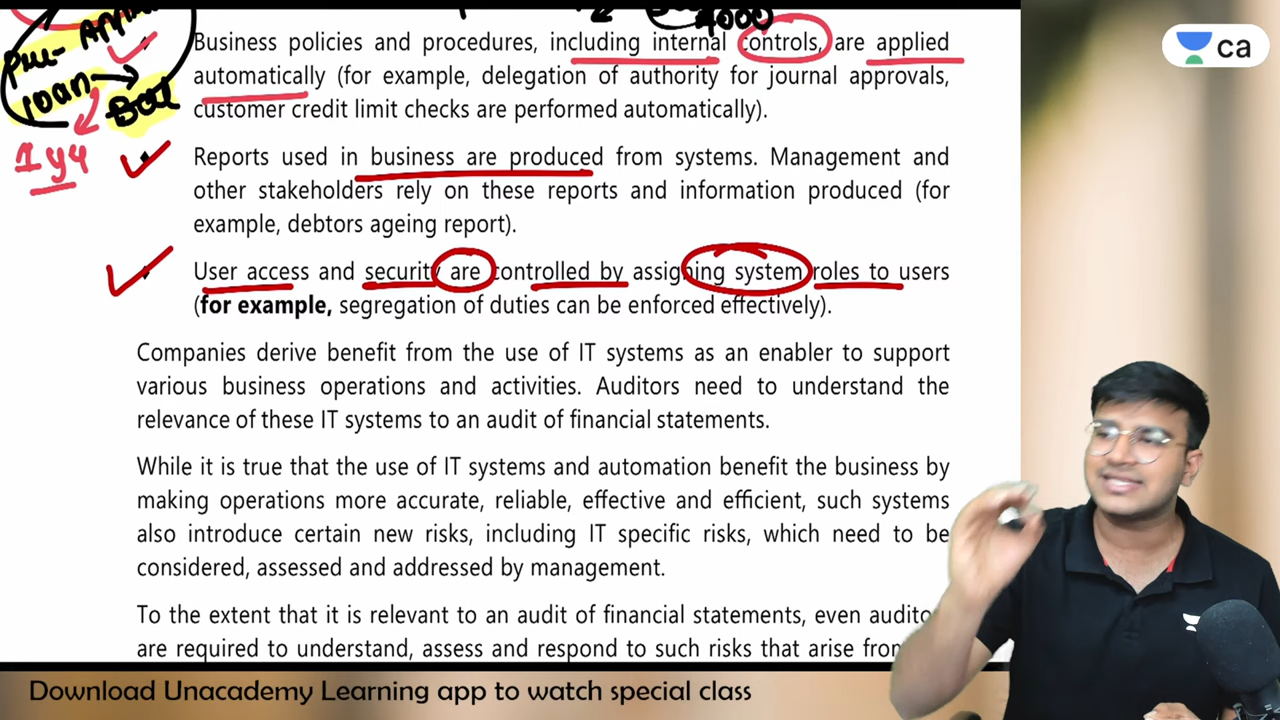 4000
Pre-
loan
1 y4
Business policies and procedures, including internal controls, are applied
automatically (for example, delegation of authority for journal approvals,
customer credit limit checks are performed automatically).
Reports used in business are produced from systems. Management and
other stakeholders rely on these reports and information produced (for
example, debtors ageing report).
User access and security are controlled by assigning system roles to users
(for example, segregation of duties can be enforced effectively).
Companies derive benefit from the use of IT systems as an enabler to support
various business operations and activities. Auditors need to understand the
relevance of these IT systems to an audit of financial statements.
While it is true that the use of IT systems and automation benefit the business by
making operations more accurate, reliable, effective and efficient, such systems
also introduce certain new risks, including IT specific risks, which need to be
considered, assessed and addressed by management.
To the extent that it is relevant to an audit of financial statements, even
are required to understand, assess and respond to such risks that arise
ca
Download Unacademy Learning app to watch special class